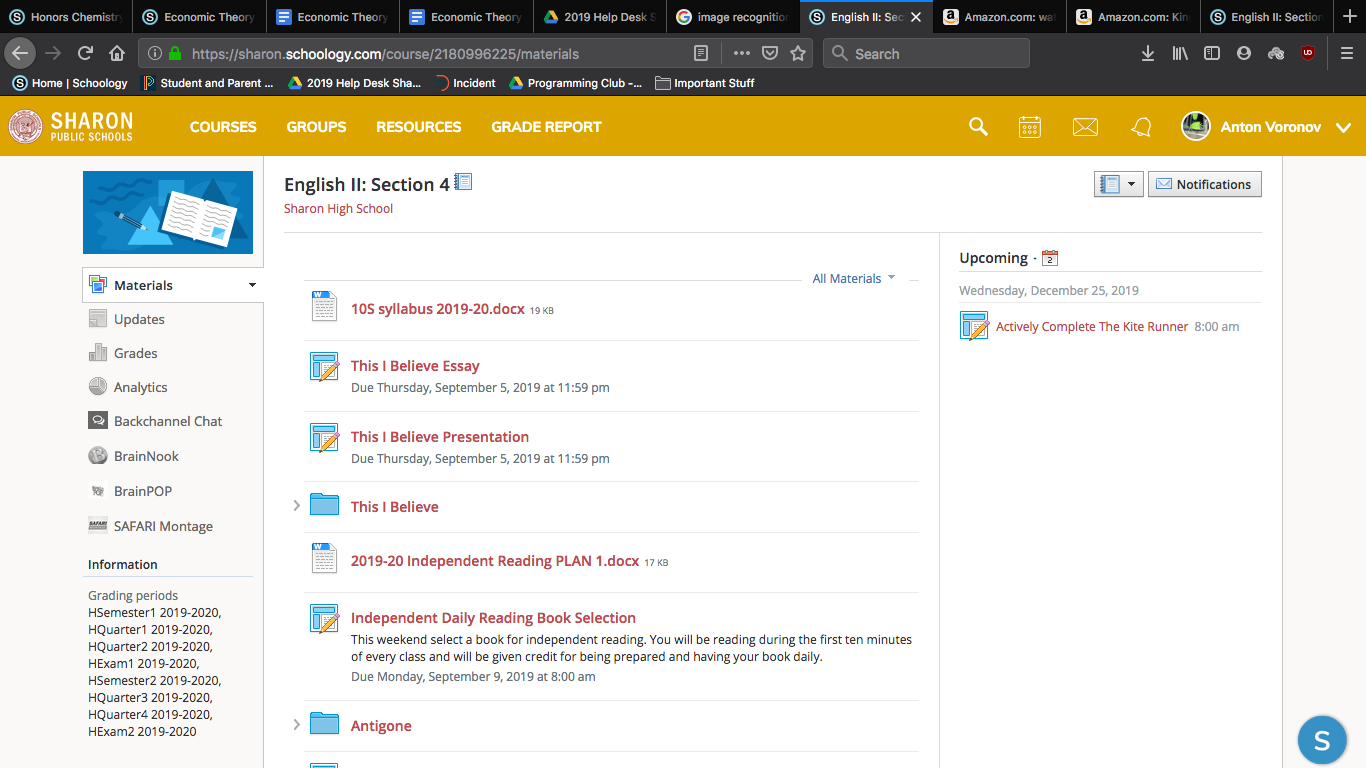 Honors Chemistry
Economic Theory
Economic Theory
Economic Theory
2019 Help Desk S
image recognition
English II: Sec
Amazon.com: wa
Amazon.com: Kin
English II: Section
https://sharon.schoology.com/course/2180996225/materials
Search
Home | Schoology
Student and Parent ...
2019 Help Desk Sha...
Incident
Programming Club -...
Important Stuff
SHARON
PUBLIC SCHOOLS
COURSES
GROUPS
RESOURCES
GRADE REPORT
Anton Voronov
English II: Section 4
Sharon High School
Notifications
Materials
Updates
Grades
Analytics
Backchannel Chat
BrainNook
BrainPOP
SAFARI Montage
Information
Grading periods
HSemester1 2019-2020,
HQuarter1 2019-2020,
HQuarter2 2019-2020,
HExam1 2019-2020,
HSemester2 2019-2020,
HQuarter3 2019-2020,
HQuarter4 2019-2020,
HExam2 2019-2020
All Materials
10S syllabus 2019-20.docx 19 KB
This I Believe Essay
Due Thursday, September 5, 2019 at 11:59 pm
This I Believe Presentation
Due Thursday, September 5, 2019 at 11:59 pm
This I Believe
2019-20 Independent Reading PLAN 1.docx 17 KB
Independent Daily Reading Book Selection
This weekend select a book for independent reading. You will be reading during the first ten minutes
of every class and will be given credit for being prepared and having your book daily.
Due Monday, September 9, 2019 at 8:00 am
Antigone
Upcoming · 2
Wednesday, December 25, 2019
Actively Complete The Kite Runner 8:00 am
S